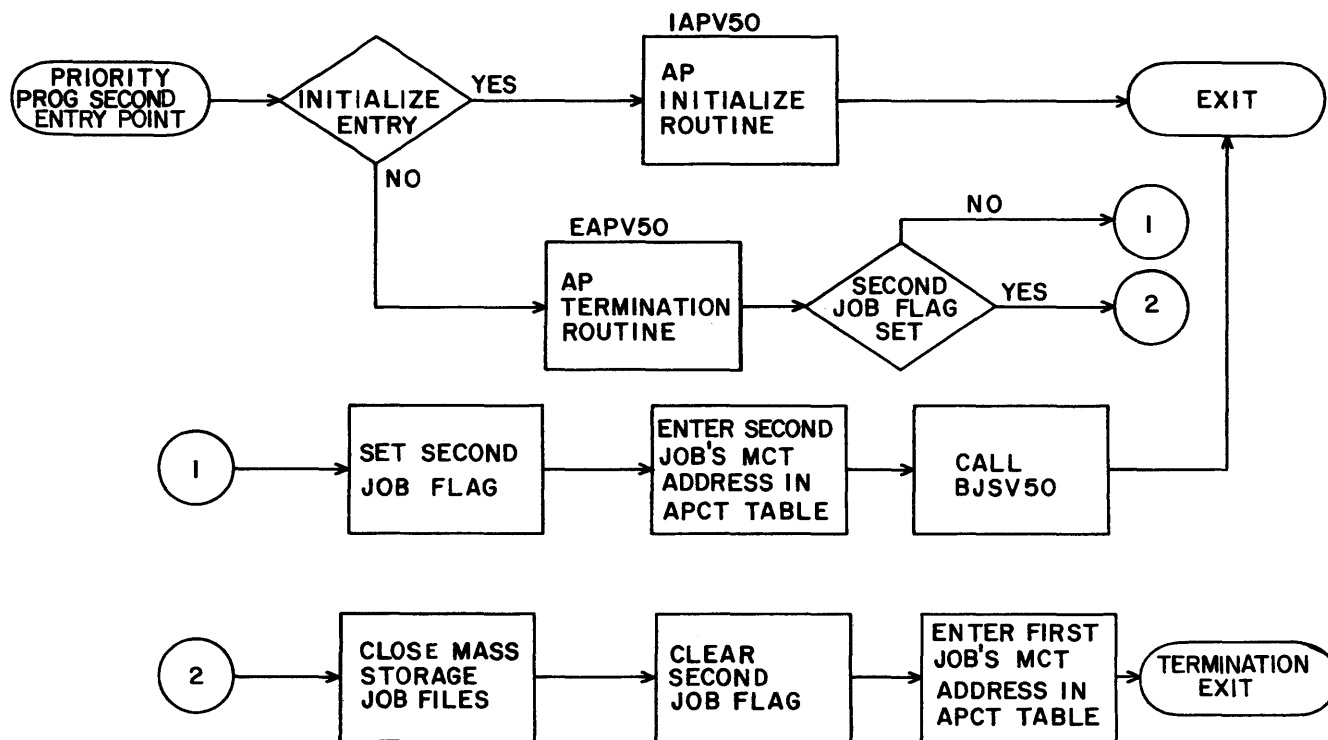 IAPV50
PRIORITY
PROG SECOND
ENTRY POINT
INITIALIZE
ENTRY
YES
AP
INITIALIZE
ROUTINE
EXIT
NO
EAPV50
AP
TERMINATION
ROUTINE
SECOND
JOB FLAG
SET
NO
1
YES
2
1
SET SECOND
JOB FLAG
ENTER SECOND
JOB'S MCT
ADDRESS IN
APCT TABLE
CALL
BJSV50
2
CLOSE MASS
STORAGE
JOB FILES
CLEAR
SECOND
JOB FLAG
ENTER FIRST
JOB'S MCT
ADDRESS IN
APCT TABLE
TERMINATION
EXIT